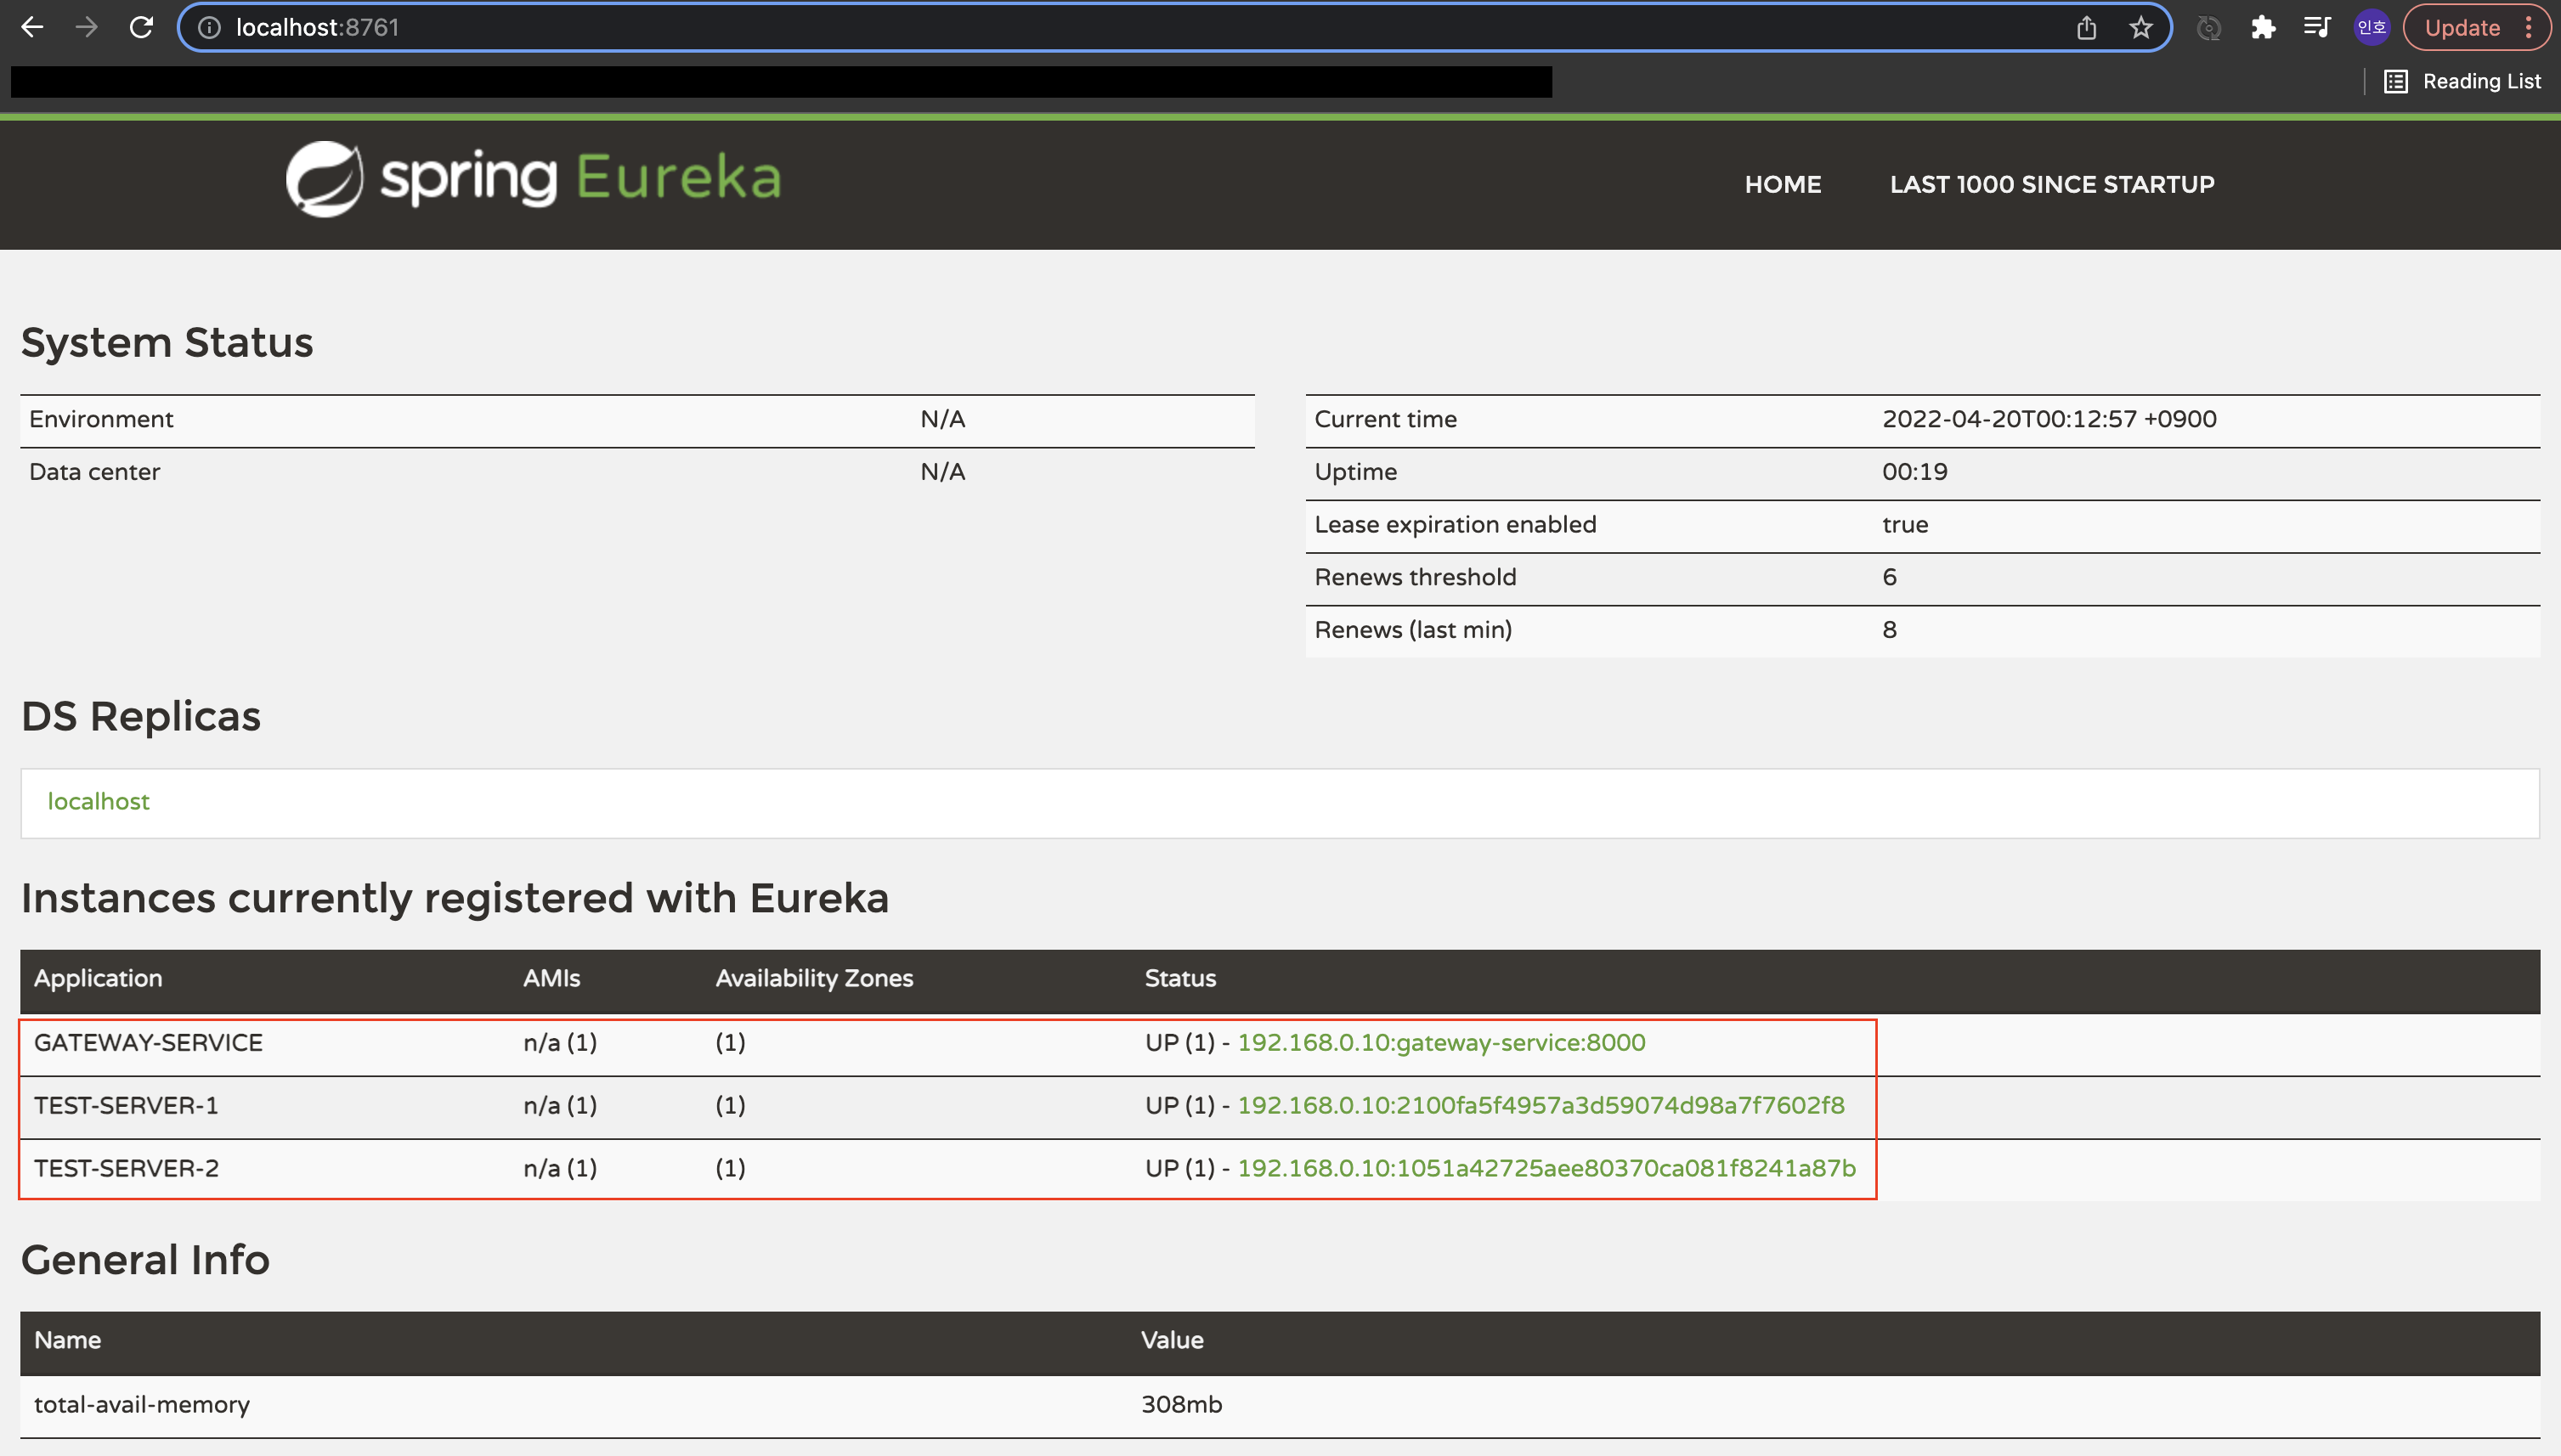 localhost:8761
인호
Update
Reading List
spring Eureka
HOME LAST 1000 SINCE STARTUP
System Status
Environment N/A
Data center N/A
Current time 2022-04-20T00:12:57 +0900
Uptime 00:19
Lease expiration enabled true
Renews threshold 6
Renews (last min) 8
DS Replicas
localhost
Instances currently registered with Eureka
Application AMIs Availability Zones Status
GATEWAY-SERVICE n/a (1) (1) UP (1) - 192.168.0.10:gateway-service:8000
TEST-SERVER-1 n/a (1) (1) UP (1) - 192.168.0.10:2100fa5f4957a3d59074d98a7f7602f8
TEST-SERVER-2 n/a (1) (1) UP (1) - 192.168.0.10:1051a42725aee80370ca081f8241a87b
General Info
Name Value
total-avail-memory 308mb